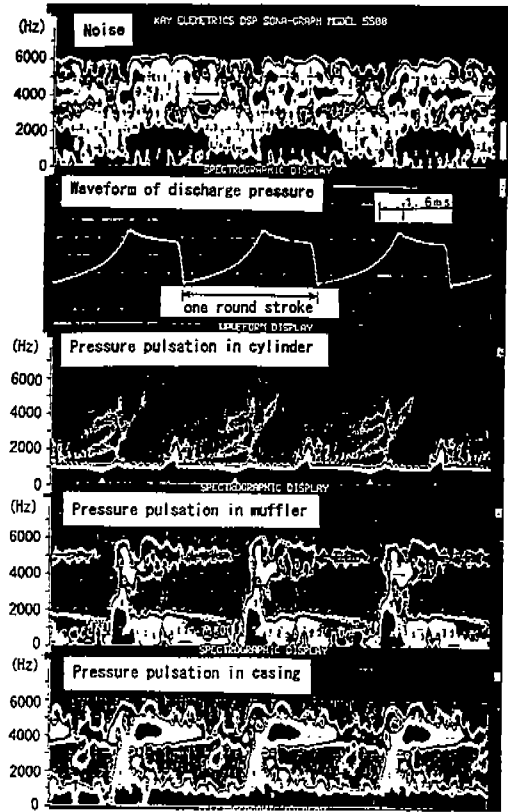 KAY ELEMETRICS DSP SONA-GRAPH MODEL 5500
(Hz)
Noise
6000
4000
2000
0
SPECTROGRAPHIC DISPLAY
Waveform of discharge pressure
1.6ms
one round stroke
WAVEFORM DISPLAY
(Hz)
Pressure pulsation in cylinder
6000
4000
2000
0
SPECTROGRAPHIC DISPLAY
(Hz)
Pressure pulsation in muffler
6000
4000
2000
0
SPECTROGRAPHIC DISPLAY
(Hz)
Pressure pulsation in casing
6000
4000
2000
0